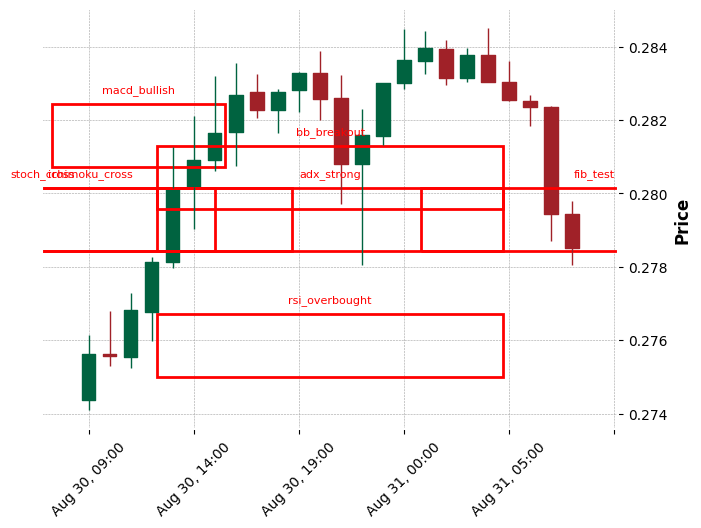 0.284
macd_bullish
0.282
bb_breakout
stoch_cross
ichimoku_cross
adx_strong
fib_test
0.280
0.278
rsi_overbought
0.276
0.274
Price
Aug 30, 09:00
Aug 30, 14:00
Aug 30, 19:00
Aug 31, 00:00
Aug 31, 05:00